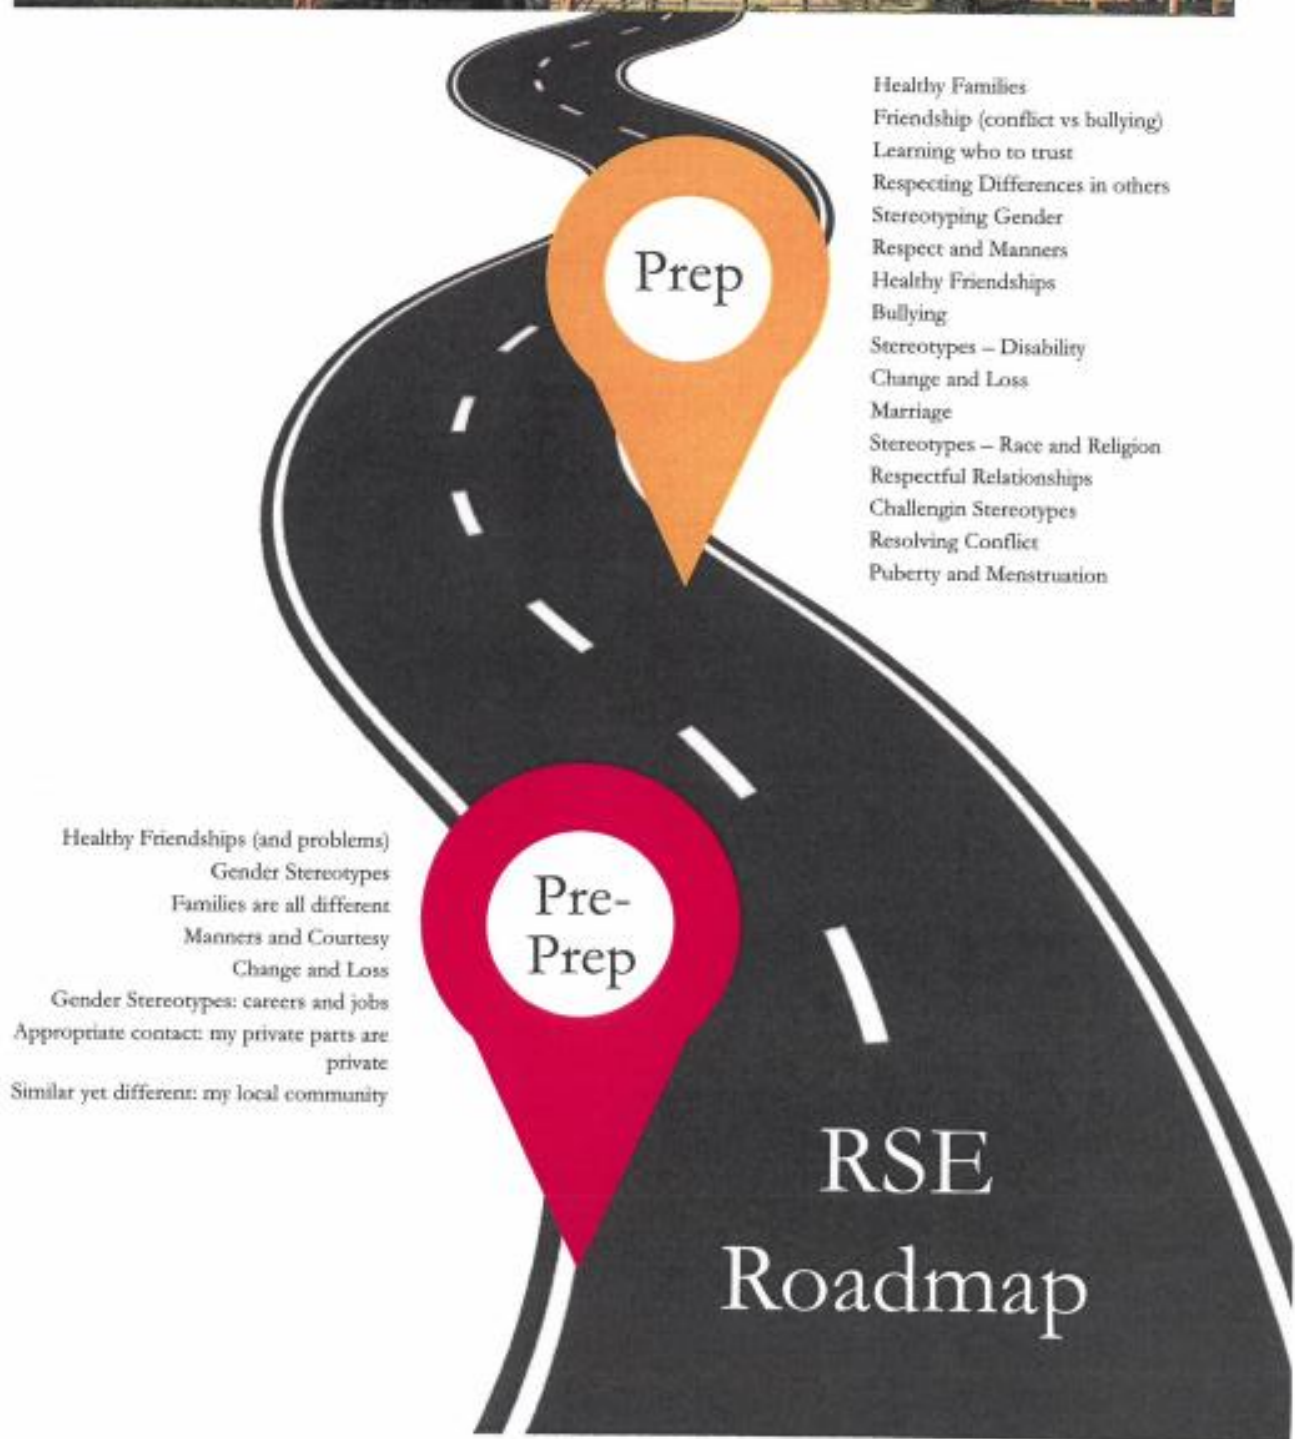 Healthy Families
Friendship (conflict vs bullying)
Learning who to trust
Respecting Differences in others
Stereotyping Gender
Respect and Manners
Healthy Friendships
Bullying
Stereotypes – Disability
Change and Loss
Marriage
Stereotypes – Race and Religion
Respectful Relationships
Challengin Stereotypes
Resolving Conflict
Puberty and Menstruation
Prep
Healthy Friendships (and problems)
Gender Stereotypes
Families are all different
Manners and Courtesy
Change and Loss
Gender Stereotypes: careers and jobs
Appropriate contact: my private parts are
private
Similar yet different: my local community
Pre-
Prep
RSE
Roadmap